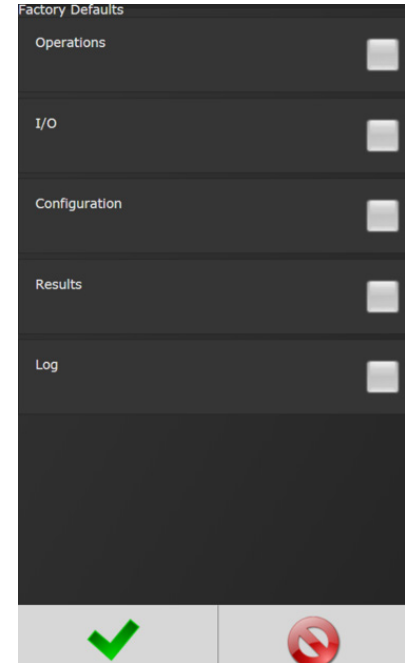 Factory Defaults
Operations
I/O
Configuration
Results
Log